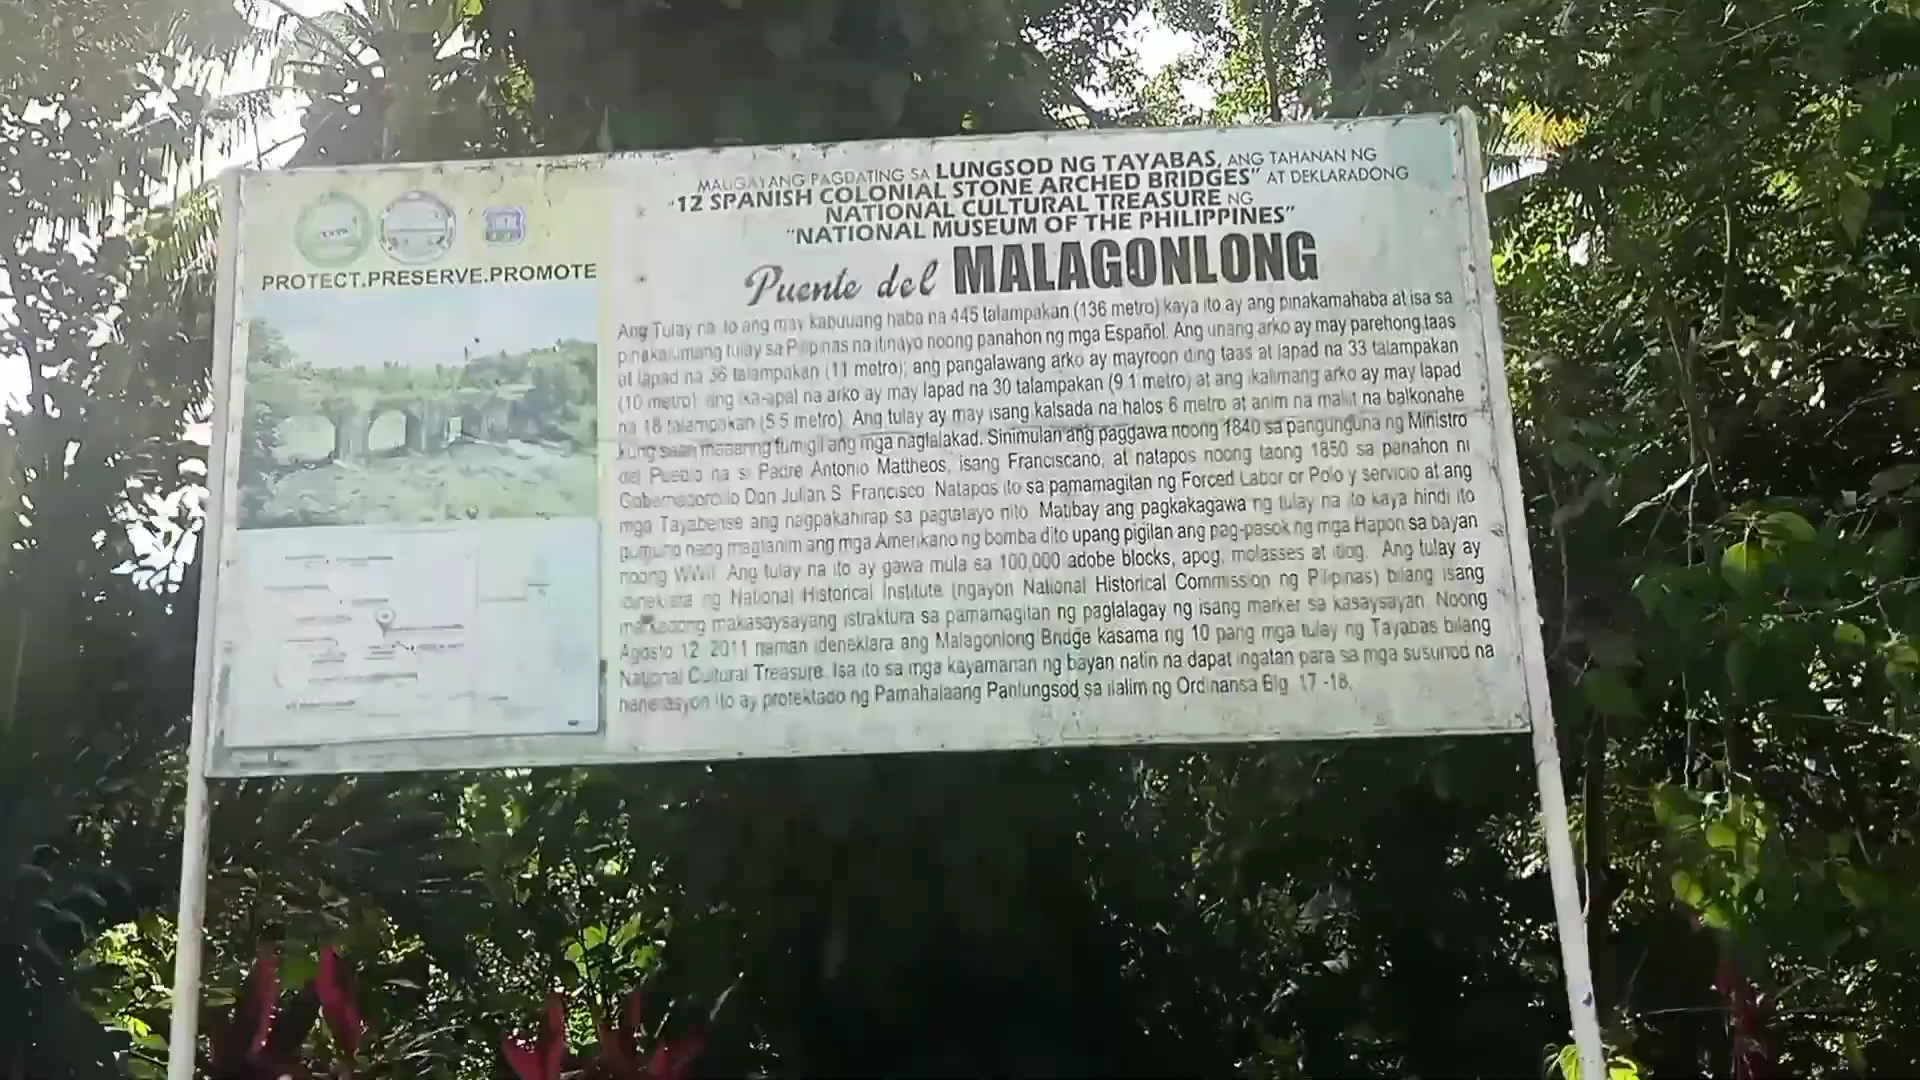 PROTECT.PRESERVE.PROMOTE
MALIGAYANG PAGDATING SA LUNGSOD NG TAYABAS, ANG TAHANAN NG
"12 SPANISH COLONIAL STONE ARCHED BRIDGES" AT DEKLARADONG
NATIONAL CULTURAL TREASURE NG
"NATIONAL MUSEUM OF THE PHILIPPINES"
Puente del MALAGONLONG
Ang Tulay na ito ang may kabuuang haba na 445 talampakan (136 metro) kaya ito ay ang pinakamahaba at isa sa
pinakalumang tulay sa Pilipinas na itinayo noong panahon ng mga Español. Ang unang arko ay may parehong taas
at lapad na 36 talampakan (11 metro); ang pangalawang arko ay mayroon ding taas at lapad na 33 talampakan
(10 metro) ang ika-apat na arko ay may lapad na 30 talampakan (9.1 metro) at ang ikalimang arko ay may lapad
na 18 talampakan (5.5 metro). Ang tulay ay may isang kalsada na halos 6 metro at anim na maliit na balkonahe
kung saan maaaring tumigil ang mga naglalakad. Sinimulan ang paggawa noong 1840 sa pangunguna ng Ministro
del Pueblo na si Padre Antonio Mattheos, isang Franciscano, at natapos noong taong 1850 sa panahon ni
Gobernadorcillo Don Julian S. Francisco. Natapos ito sa pamamagitan ng Forced Labor or Polo y servicio at ang
mga Tayabense ang nagpakahirap sa pagtatayo nito. Matibay ang pagkakagawa ng tulay na ito kaya hindi ito
gumuho nang magtanim ang mga Amerikano ng bomba dito upang pigilan ang pag-pasok ng mga Hapon sa bayan
noong WWII. Ang tulay na ito ay gawa mula sa 100,000 adobe blocks, apog, molasses at itlog. Ang tulay ay
idineklara ng National Historical Institute (ngayon National Historical Commission ng Pilipinas) bilang isang
markadong makasaysayang istraktura sa pamamagitan ng paglalagay ng isang marker sa kasaysayan. Noong
Agosto 12, 2011 naman ideneklara ang Malagonlong Bridge kasama ng 10 pang mga tulay ng Tayabas bilang
National Cultural Treasure. Isa ito sa mga kayamanan ng bayan natin na dapat ingatan para sa mga susunod na
henerasyon ito ay protektado ng Pamahalaang Panlungsod sa ilalim ng Ordinansa Blg. 17-18.